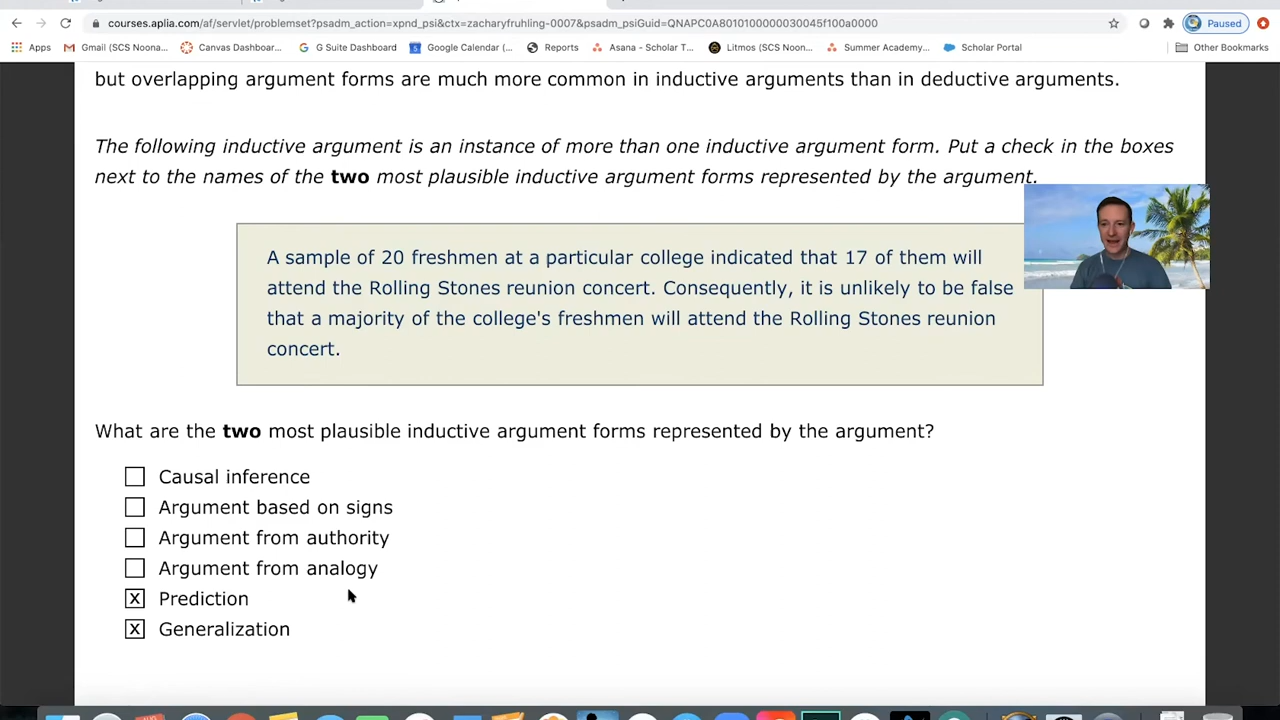 courses.aplia.com/af/servlet/problemset?psadm_action=xpnd_psi&ctx=zacharyfruhling-0007&psadm_psiGuid=QNAPC0A8010100000030045f100a0000
Paused
Apps
Gmail (SCS Noona...
Canvas Dashboar...
G Suite Dashboard
Google Calendar (...
Reports
Asana - Scholar T...
Litmos (SCS Noon...
Summer Academy...
Scholar Portal
Other Bookmarks
but overlapping argument forms are much more common in inductive arguments than in deductive arguments.
The following inductive argument is an instance of more than one inductive argument form. Put a check in the boxes
next to the names of the two most plausible inductive argument forms represented by the argument.
A sample of 20 freshmen at a particular college indicated that 17 of them will
attend the Rolling Stones reunion concert. Consequently, it is unlikely to be false
that a majority of the college's freshmen will attend the Rolling Stones reunion
concert.
What are the two most plausible inductive argument forms represented by the argument?
Causal inference
Argument based on signs
Argument from authority
Argument from analogy
X Prediction
X Generalization